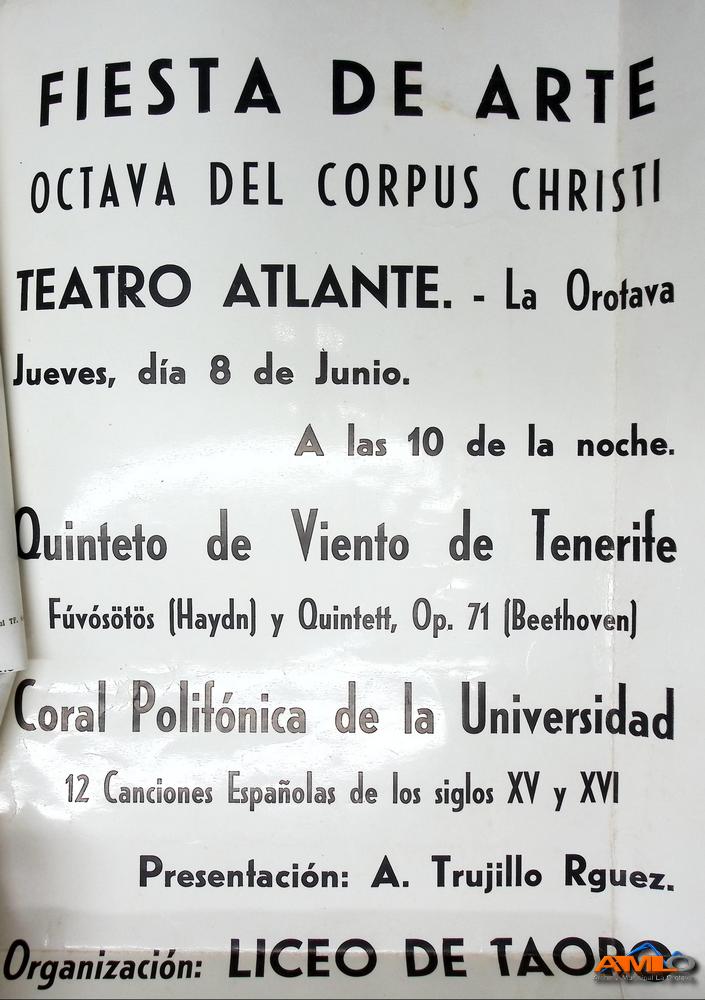 FIESTA DE ARTE
OCTAVA DEL CORPUS CHRISTI
TEATRO ATLANTE. - La Orotava
Jueves, día 8 de Junio.
A las 10 de la noche.
Quinteto de Viento de Tenerife
Fúvósötös (Haydn) y Quintett, Op. 71 (Beethoven)
Coral Polifónica de la Universidad
12 Canciones Españolas de los siglos XV y XVI
Presentación: A. Trujillo Rguez.
Organización: LICEO DE TAORO
AMLO